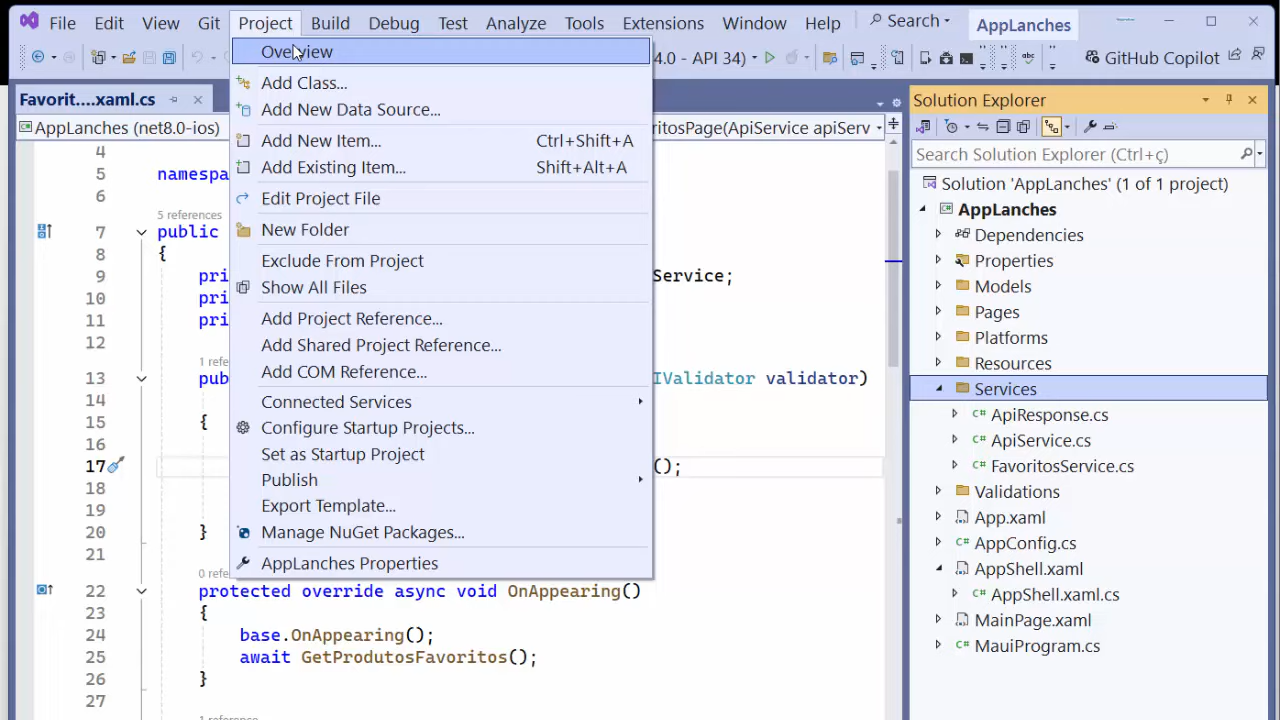 File Edit View Git Project Build Debug Test Analyze Tools Extensions Window Help Search AppLanches
4.0 - API 34) GitHub Copilot
Favorit....xaml.cs
AppLanches (net8.0-ios) ritosPage(ApiService apiServ
Overview
Add Class...
Add New Data Source...
Add New Item... Ctrl+Shift+A
Add Existing Item... Shift+Alt+A
Edit Project File
New Folder
Exclude From Project
Show All Files
Add Project Reference...
Add Shared Project Reference...
Add COM Reference...
Connected Services
Configure Startup Projects...
Set as Startup Project
Publish
Export Template...
Manage NuGet Packages...
AppLanches Properties
4
5 namespa
6
5 references
7 public
8 {
9 pri Service;
10 pri
11 pri
12
1 refe
13 pub IValidator validator)
14
15 {
16
17 ();
18
19
20 }
21
0 refe
22 protected override async void OnAppearing()
23 {
24 base.OnAppearing();
25 await GetProdutosFavoritos();
26 }
27
1 reference
Solution Explorer
Search Solution Explorer (Ctrl+ç)
Solution 'AppLanches' (1 of 1 project)
AppLanches
Dependencies
Properties
Models
Pages
Platforms
Resources
Services
C# ApiResponse.cs
C# ApiService.cs
C# FavoritosService.cs
Validations
App.xaml
C# AppConfig.cs
AppShell.xaml
C# AppShell.xaml.cs
MainPage.xaml
C# MauiProgram.cs